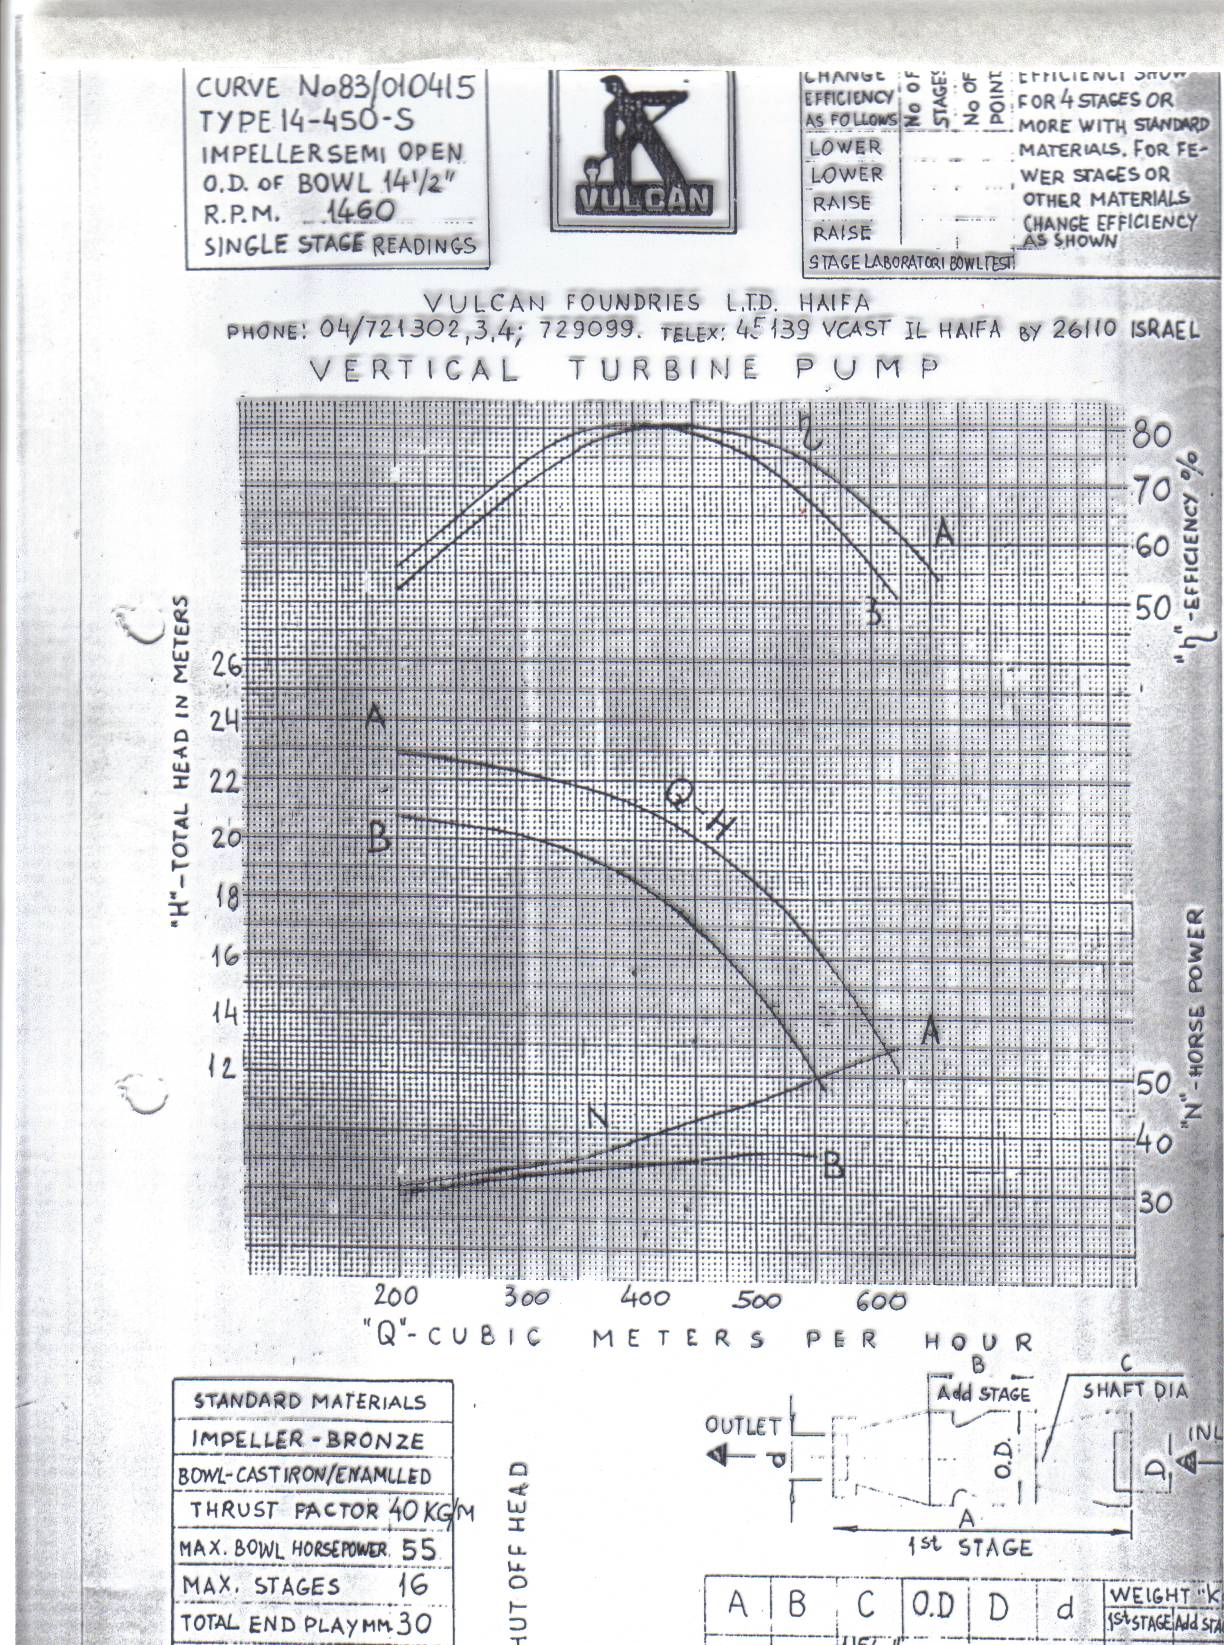 CURVE No83/010415
TYPE 14-450-S
IMPELLER SEMI OPEN
O.D. OF BOWL 14 1/2"
R.P.M. 1460
SINGLE STAGE READINGS
VULCAN
CHANGE
EFFICIENCY
AS FOLLOWS
NO OF
STAGES
No OF
POINT
LOWER
LOWER
RAISE
RAISE
STAGE LABORATORI BOWL TEST
EFFICIENCY SHOW
FOR 4 STAGES OR
MORE WITH STANDARD
MATERIALS. FOR FE-
WER STAGES OR
OTHER MATERIALS
CHANGE EFFICIENCY
AS SHOWN
VULCAN FOUNDRIES L.T.D. HAIFA
PHONE: 04/721302,3,4; 729099. TELEX: 45139 VCAST IL HAIFA BY 26110 ISRAEL
VERTICAL TURBINE PUMP
η
A
B
80
70
60
50
"η"-EFFICIENCY %
"H"-TOTAL HEAD IN METERS
26
24
22
20
18
16
14
12
A
B
Q-H
A
N
B
50
40
30
"N"-HORSE POWER
200 300 400 500 600
"Q"-CUBIC METERS PER HOUR
STANDARD MATERIALS
IMPELLER-BRONZE
BOWL-CAST IRON/ENAMLLED
THRUST FACTOR 40 KG/M
MAX. BOWL HORSEPOWER 55
MAX. STAGES 16
TOTAL END PLAY MM 30
HUT OFF HEAD
B
Add STAGE
C
SHAFT DIA
OUTLET
d
O.D.
D
INL
A
1st STAGE
A B C O.D D d
WEIGHT "K
1st STAGE Add STA